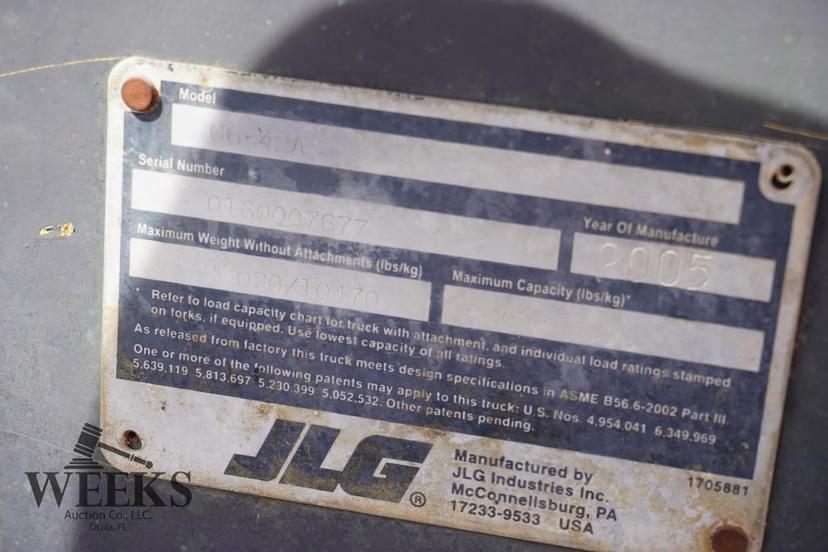 Model
Serial Number
0160007677
Year Of Manufacture
2005
Maximum Weight Without Attachments (lbs/kg)
Maximum Capacity (lbs/kg)*
* Refer to load capacity chart for truck with attachment, and individual load ratings stamped
on forks, if equipped. Use lowest capacity of all ratings.
As released from factory this truck meets design specifications in ASME B56.6-2002 Part III.
One or more of the following patents may apply to this truck: U.S. Nos. 4.954.041 6.349.969
5.639.119 5.813.697 5.230.399 5.052.532. Other patents pending.
JLG®
Manufactured by
JLG Industries Inc.
McConnellsburg, PA
17233-9533 USA
1705881
WEEKS
Auction Co., LLC.
Ocala, FL